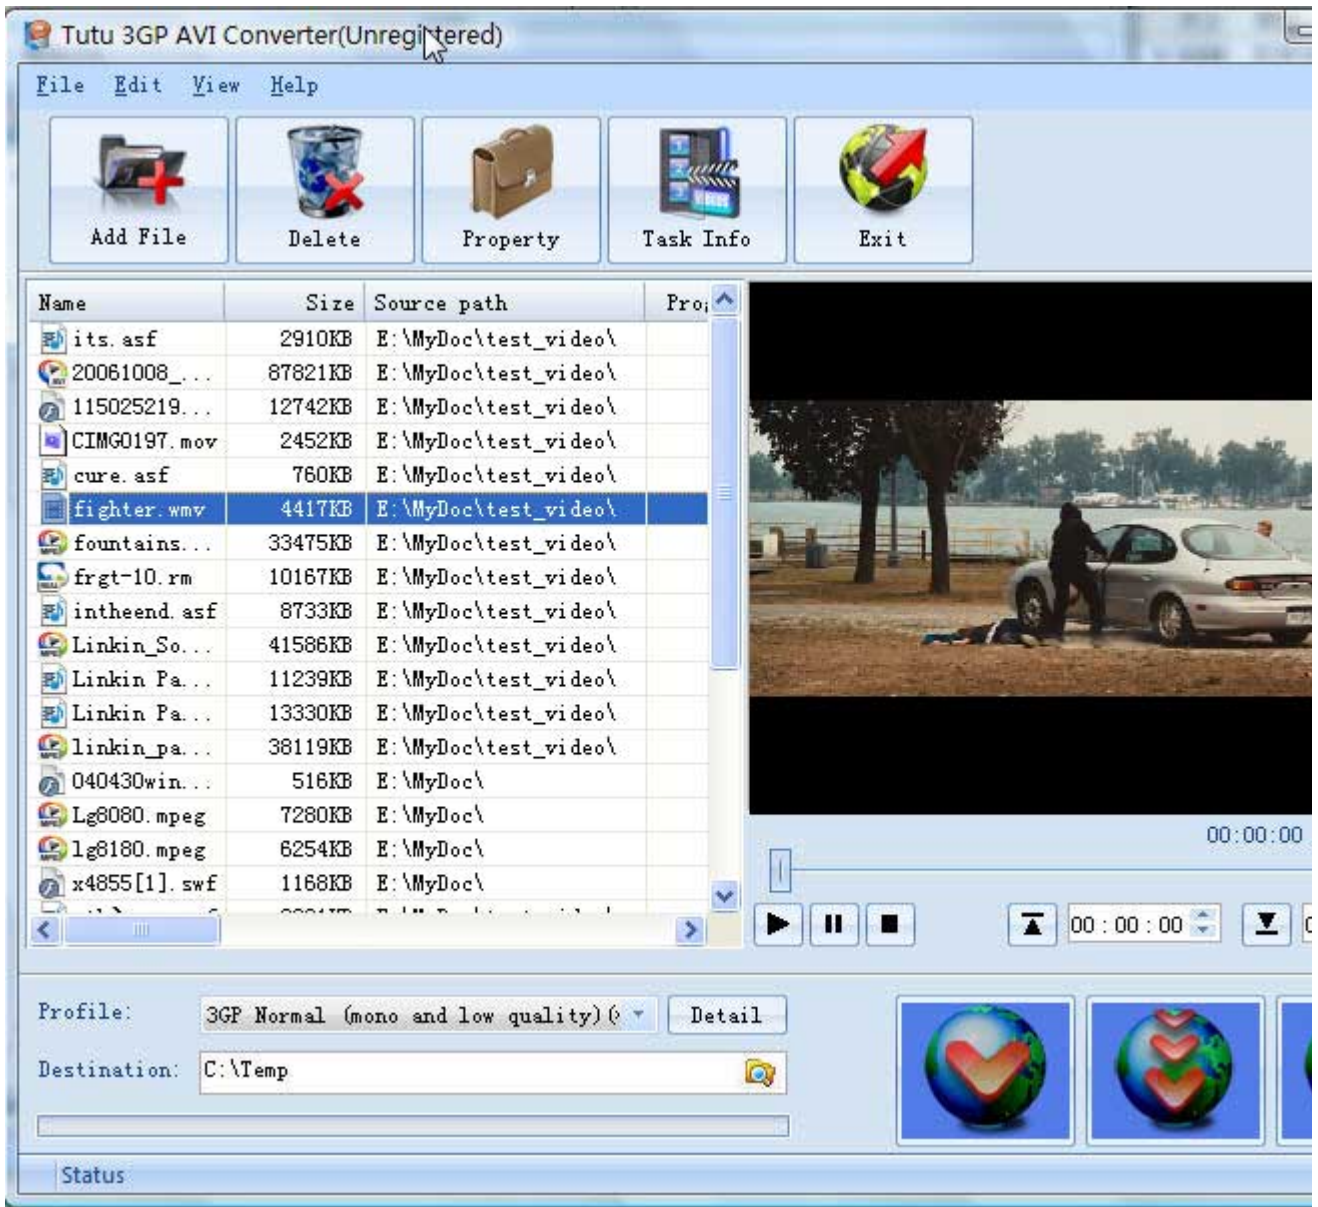 Tutu 3GP AVI Converter(Unregistered)
File Edit View Help
Add File Delete Property Task Info Exit
Name Size Source path
its.asf 2910KB E:\MyDoc\test_video\
20061008_... 87821KB E:\MyDoc\test_video\
115025219... 12742KB E:\MyDoc\test_video\
CIMG0197.mov 2452KB E:\MyDoc\test_video\
cure.asf 760KB E:\MyDoc\test_video\
fighter.wmv 4417KB E:\MyDoc\test_video\
fountains... 33475KB E:\MyDoc\test_video\
frgt-10.rm 10167KB E:\MyDoc\test_video\
intheend.asf 8733KB E:\MyDoc\test_video\
Linkin_So... 41586KB E:\MyDoc\test_video\
Linkin Pa... 11239KB E:\MyDoc\test_video\
Linkin Pa... 13330KB E:\MyDoc\test_video\
linkin_pa... 38119KB E:\MyDoc\test_video\
040430win... 516KB E:\MyDoc\
Lg8080.mpeg 7280KB E:\MyDoc\
lg8180.mpeg 6254KB E:\MyDoc\
x4855[1].swf 1168KB E:\MyDoc\
00:00:00
00 : 00 : 00
Profile: 3GP Normal (mono and low quality)( Detail
Destination: C:\Temp
Status